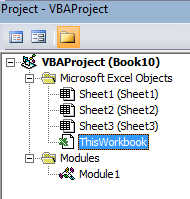 Project - VBAProject
VBAProject (Book10)
Microsoft Excel Objects
Sheet1 (Sheet1)
Sheet2 (Sheet2)
Sheet3 (Sheet3)
ThisWorkbook
Modules
Module1